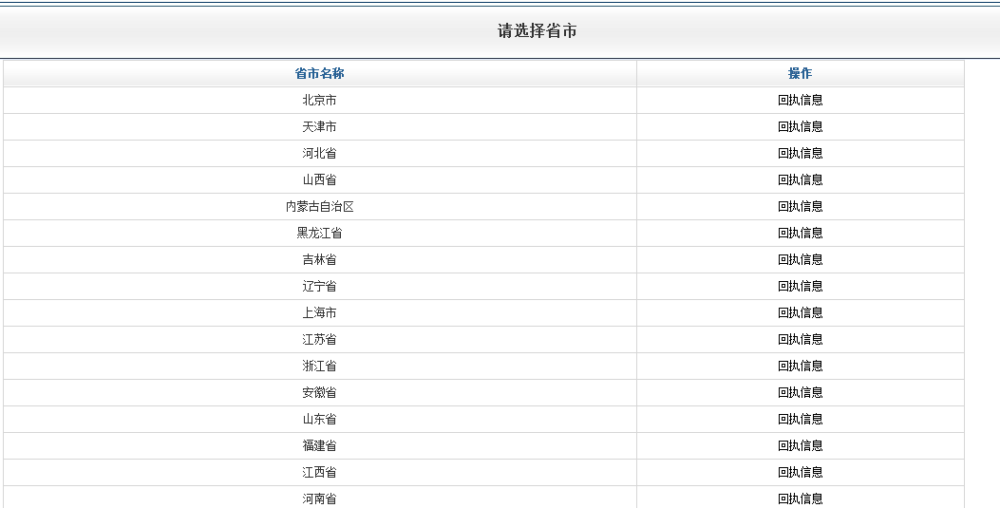 请选择省市
省市名称 操作
北京市 回执信息
天津市 回执信息
河北省 回执信息
山西省 回执信息
内蒙古自治区 回执信息
黑龙江省 回执信息
吉林省 回执信息
辽宁省 回执信息
上海市 回执信息
江苏省 回执信息
浙江省 回执信息
安徽省 回执信息
山东省 回执信息
福建省 回执信息
江西省 回执信息
河南省 回执信息